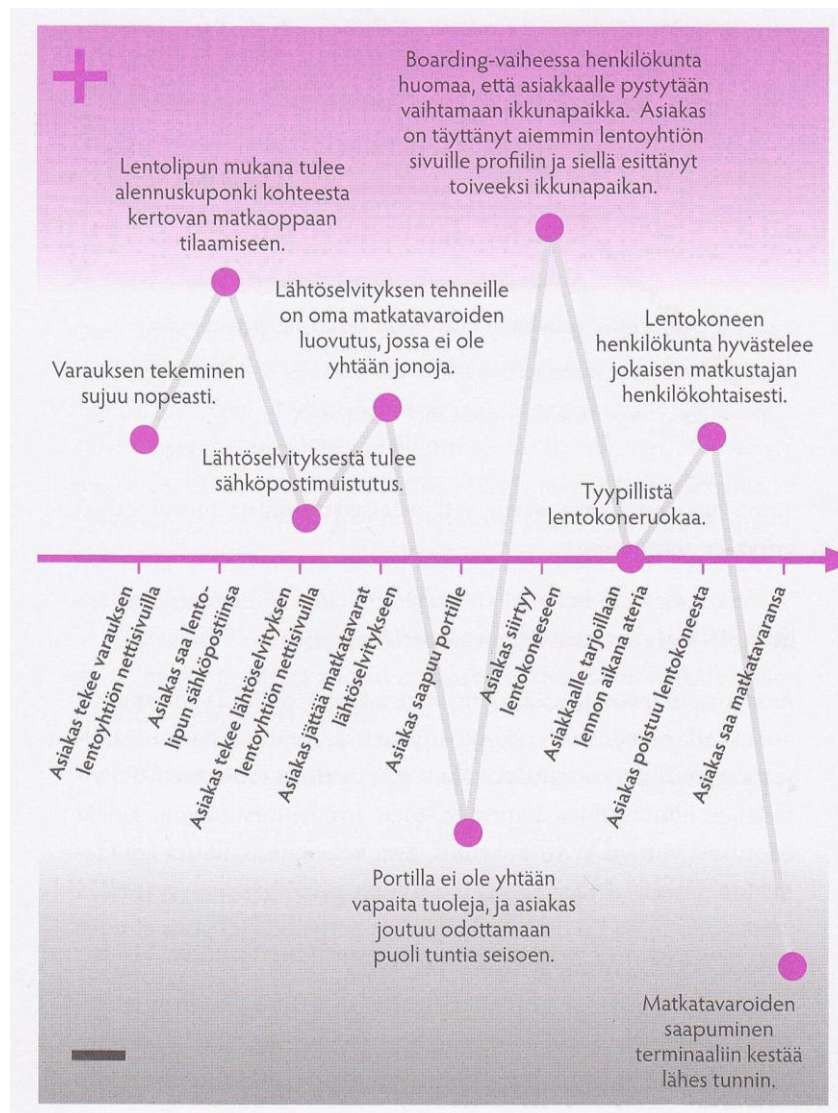 +
Boarding-vaiheessa henkilökunta
huomaa, että asiakkaalle pystytään
vaihtamaan ikkunapaikka. Asiakas
on täyttänyt aiemmin lentoyhtiön
sivuille profiilin ja siellä esittänyt
toiveeksi ikkunapaikan.
Lentolipun mukana tulee
alennuskuponki kohteesta
kertovan matkaoppaan
tilaamiseen.
Lähtöselvityksen tehneille
on oma matkatavaroiden
luovutus, jossa ei ole
yhtään jonoja.
Lentokoneen
henkilökunta hyvästelee
jokaisen matkustajan
henkilökohtaisesti.
Varauksen tekeminen
sujuu nopeasti.
Lähtöselvityksestä tulee
sähköpostimuistutus.
Tyypillistä
lentokoneruokaa.
Asiakas tekee varauksen
lentoyhtiön nettisivuilla
Asiakas saa lento-
lipun sähköpostiinsa
Asiakas tekee lähtöselvityksen
lentoyhtiön nettisivuilla
Asiakas jättää matkatavarat
lähtöselvitykseen
Asiakas saapuu portille
Asiakas siirtyy
lentokoneeseen
Asiakkaalle tarjoillaan
lennon aikana ateria
Asiakas poistuu lentokoneesta
Asiakas saa matkatavaransa
Portilla ei ole yhtään
vapaita tuoleja, ja asiakas
joutuu odottamaan
puoli tuntia seisoen.
Matkatavaroiden
saapuminen
terminaaliin kestää
lähes tunnin.
—